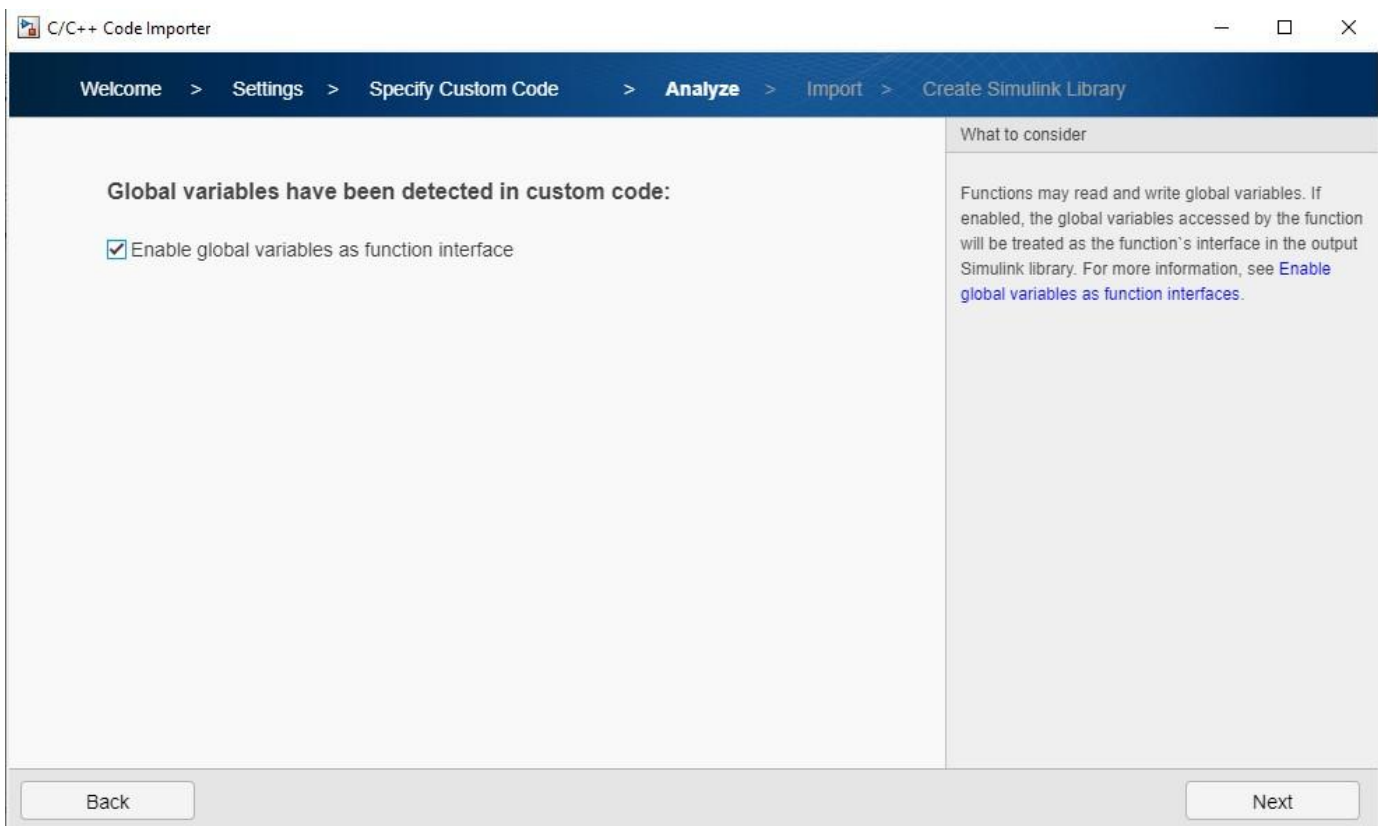 C/C++ Code Importer
Welcome > Settings > Specify Custom Code > Analyze > Import > Create Simulink Library
What to consider
Global variables have been detected in custom code:
Enable global variables as function interface
Functions may read and write global variables. If
enabled, the global variables accessed by the function
will be treated as the function`s interface in the output
Simulink library. For more information, see Enable
global variables as function interfaces.
Back
Next